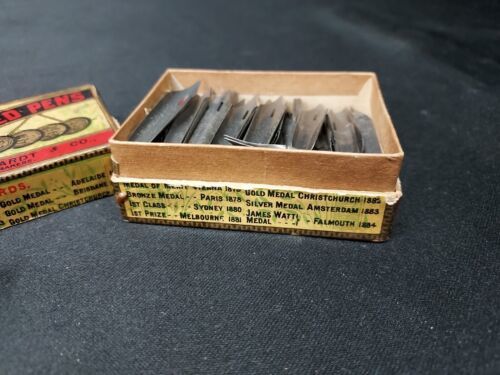 ED PENS
ARDT & CO.,
RDS.
GOLD MEDAL -- ADELAIDE
GOLD MEDAL -- BRISBANE
GOLD MEDAL
MEDAL OF MERIT VIENNA 1873 GOLD MEDAL CHRISTCHURCH 1882
BRONZE MEDAL -- PARIS 1878 SILVER MEDAL AMSTERDAM 1883
1ST CLASS -- SYDNEY 1880 JAMES WATT
1ST PRIZE -- MELBOURNE 1881 MEDAL -- FALMOUTH 1884